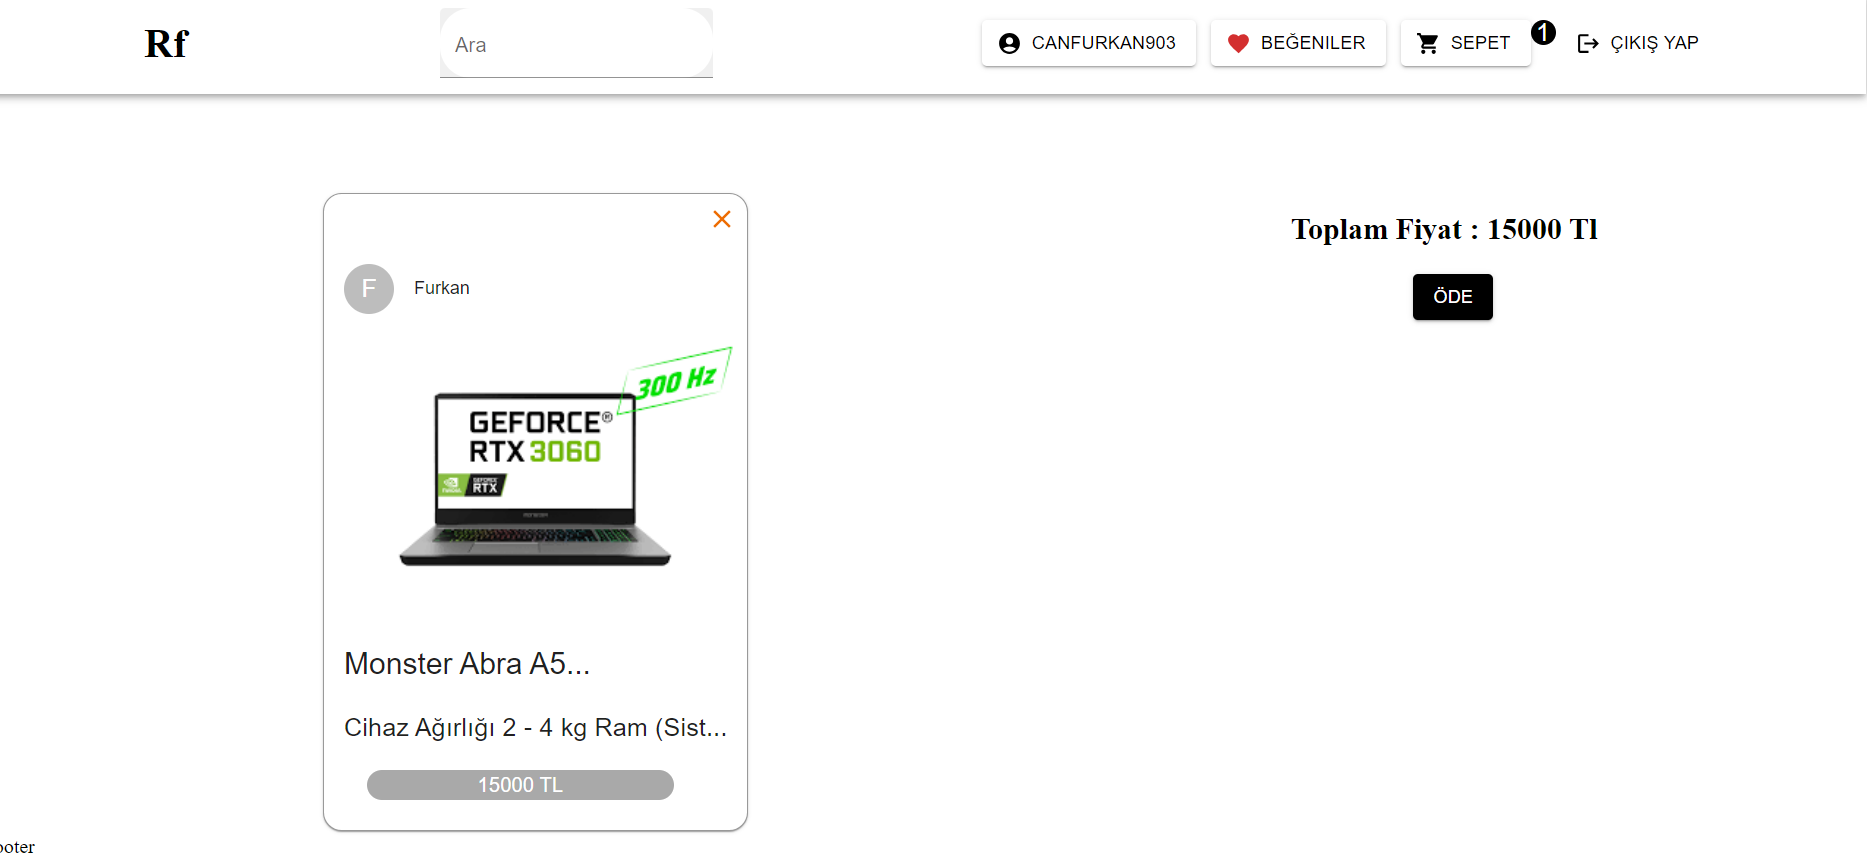 Rf
Ara
CANFURKAN903
BEĞENILER
SEPET
1
ÇIKIŞ YAP
Toplam Fiyat : 15000 Tl
ÖDE
F
Furkan
300 Hz
GEFORCE®
RTX 3060
GEFORCE
RTX
Monster Abra A5...
Cihaz Ağırlığı 2 - 4 kg Ram (Sist...
15000 TL
ooter